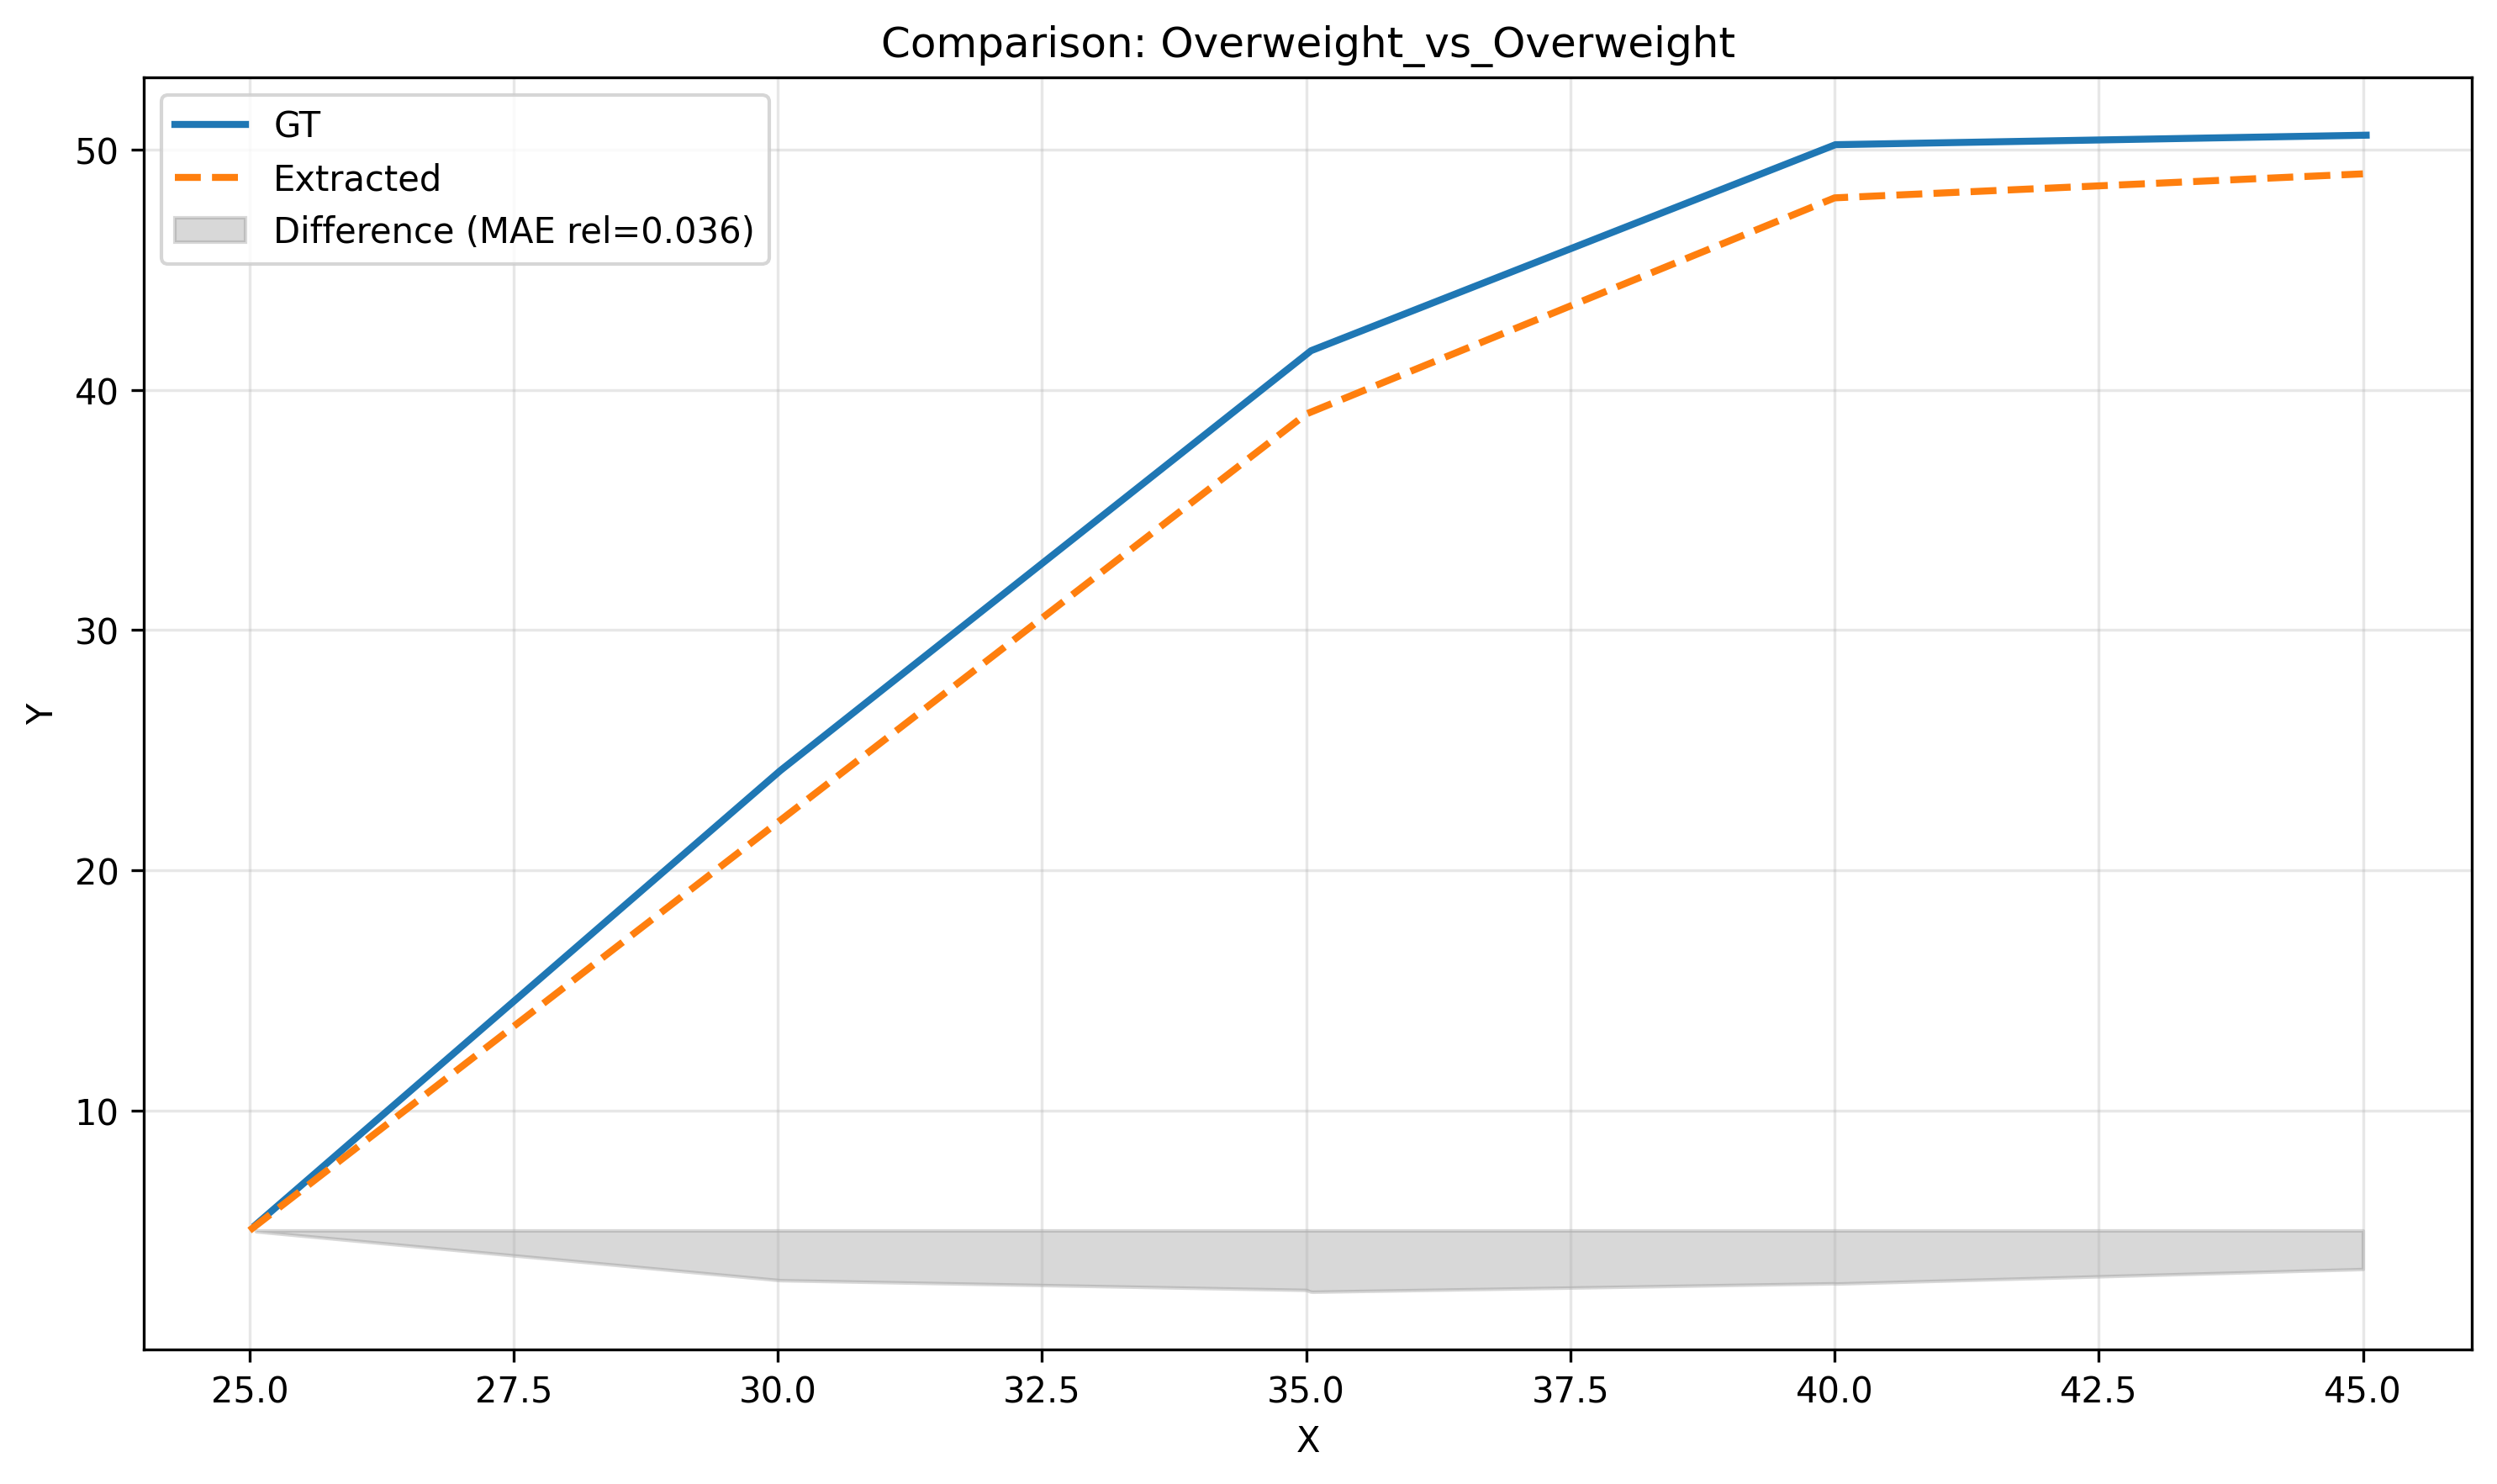 Comparison: Overweight_vs_Overweight
GT
Extracted
Difference (MAE rel=0.036)
Y
50
40
30
20
10
25.0 27.5 30.0 32.5 35.0 37.5 40.0 42.5 45.0
X